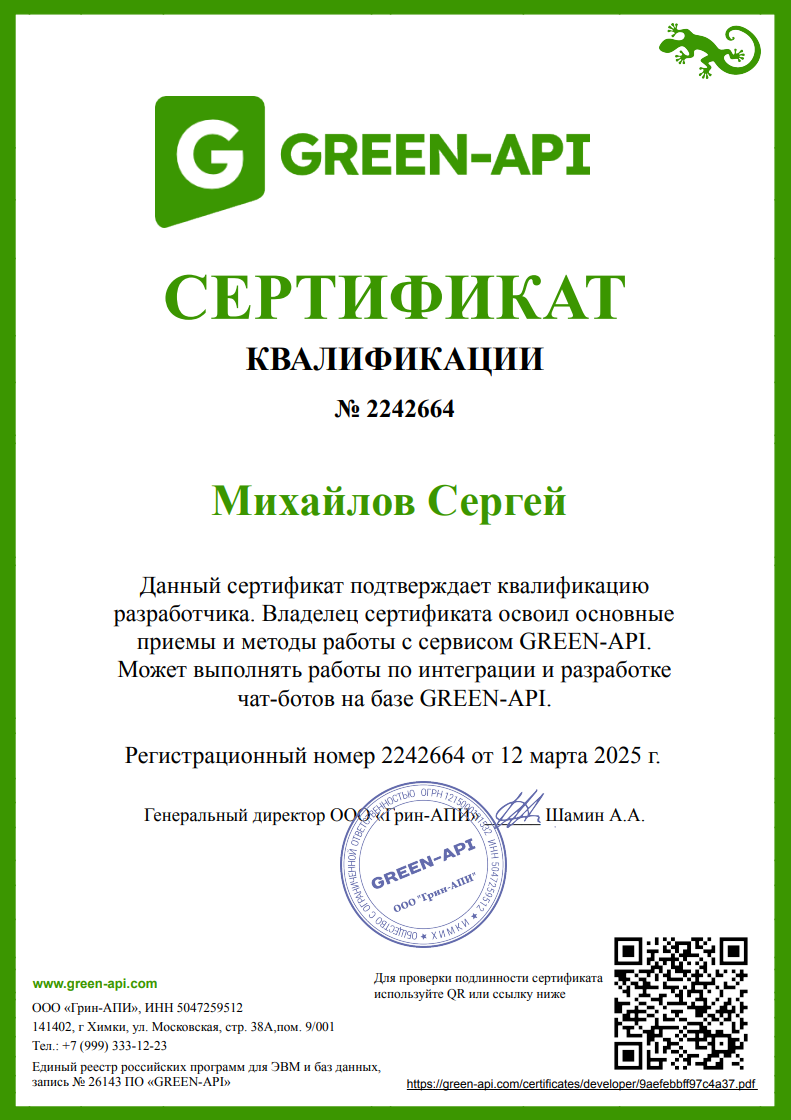 G GREEN-API
СЕРТИФИКАТ
КВАЛИФИКАЦИИ
№ 2242664
Михайлов Сергей
Данный сертификат подтверждает квалификацию
разработчика. Владелец сертификата освоил основные
приемы и методы работы с сервисом GREEN-API.
Может выполнять работы по интеграции и разработке
чат-ботов на базе GREEN-API.
Регистрационный номер 2242664 от 12 марта 2025 г.
Генеральный директор ООО «Грин-АПИ» Шамин А.А.
ОБЩЕСТВО С ОГРАНИЧЕННОЙ ОТВЕТСТВЕННОСТЬЮ ОГРН ИНН 5047259512 ★ ХИМКИ ★
GREEN-API
ООО "Грин-АПИ"
www.green-api.com
ООО «Грин-АПИ», ИНН 5047259512
141402, г Химки, ул. Московская, стр. 38А,пом. 9/001
Тел.: +7 (999) 333-12-23
Единый реестр российских программ для ЭВМ и баз данных,
запись № 26143 ПО «GREEN-API»
Для проверки подлинности сертификата
используйте QR или ссылку ниже
https://green-api.com/certificates/developer/9aefebbff97c4a37.pdf